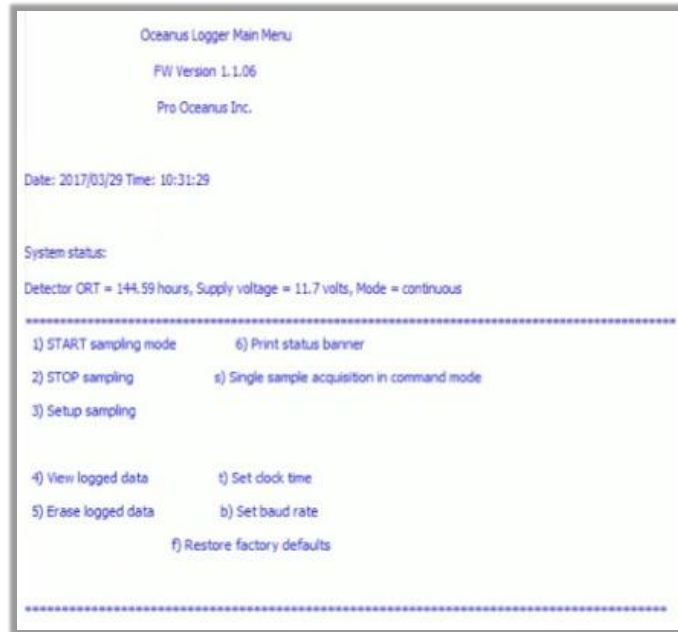 Oceanus Logger Main Menu
FW Version 1.1.06
Pro Oceanus Inc.
Date: 2017/03/29 Time: 10:31:29
System status:
Detector ORT = 144.59 hours, Supply voltage = 11.7 volts, Mode = continuous
****************************************************************************************************
1) START sampling mode 6) Print status banner
2) STOP sampling s) Single sample acquisition in command mode
3) Setup sampling
4) View logged data t) Set clock time
5) Erase logged data b) Set baud rate
f) Restore factory defaults
****************************************************************************************************